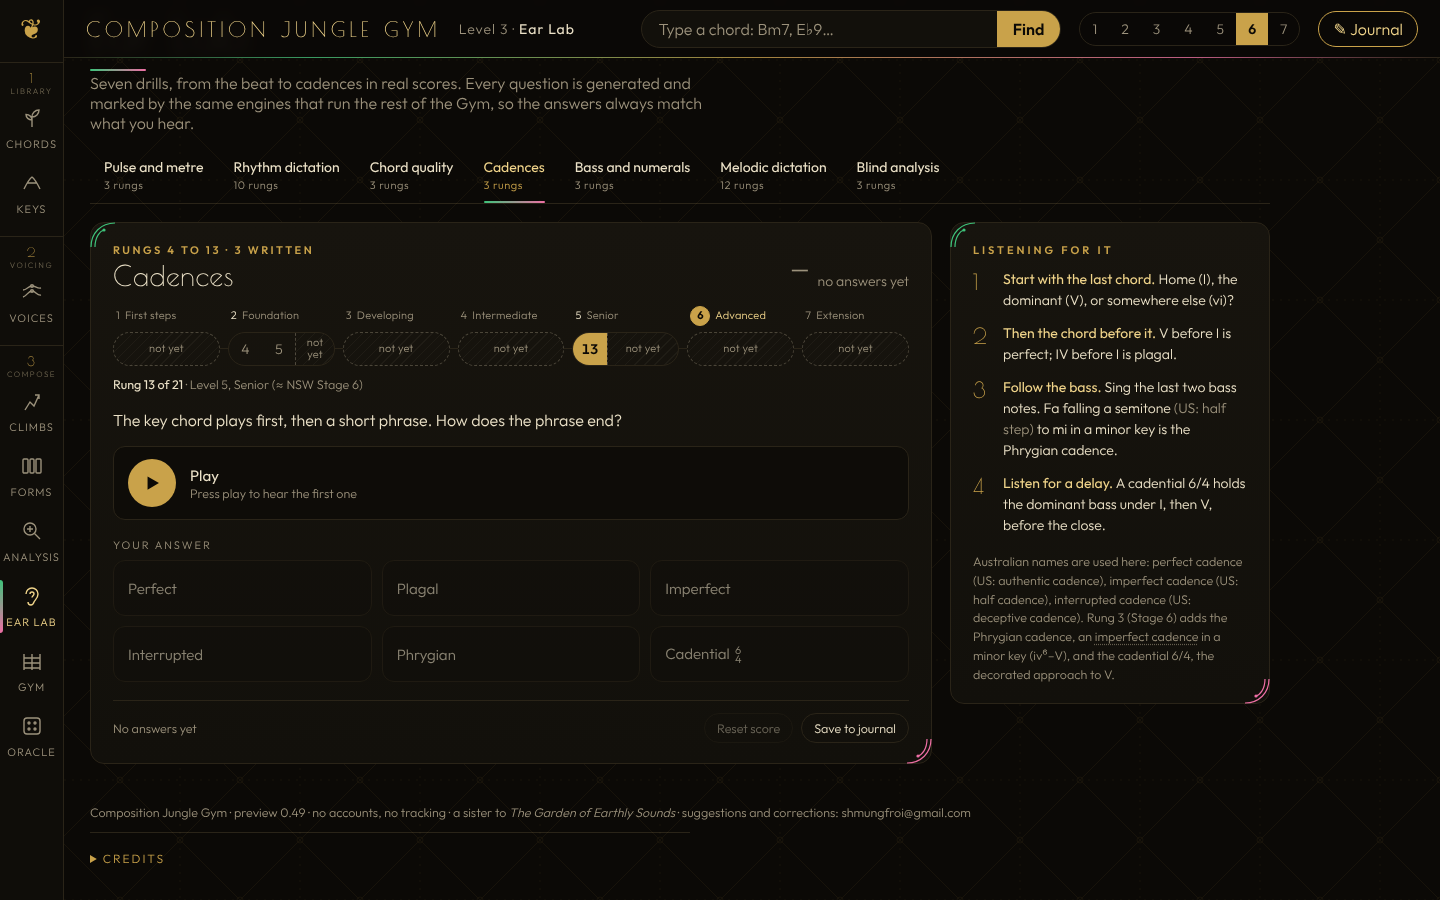 COMPOSITION JUNGLE GYM
Level 3 · Ear Lab
Type a chord: Bm7, E♭9...
Find
1 2 3 4 5 6 7
✎ Journal
1
LIBRARY
CHORDS
KEYS
2
VOICING
VOICES
3
COMPOSE
CLIMBS
FORMS
ANALYSIS
EAR LAB
GYM
ORACLE
Seven drills, from the beat to cadences in real scores. Every question is generated and
marked by the same engines that run the rest of the Gym, so the answers always match
what you hear.
Pulse and metre
3 rungs
Rhythm dictation
10 rungs
Chord quality
3 rungs
Cadences
3 rungs
Bass and numerals
3 rungs
Melodic dictation
12 rungs
Blind analysis
3 rungs
RUNGS 4 TO 13 · 3 WRITTEN
Cadences
— no answers yet
1 First steps
2 Foundation
3 Developing
4 Intermediate
5 Senior
6 Advanced
7 Extension
not yet
4 5 not
yet
not yet
not yet
13 not yet
not yet
not yet
Rung 13 of 21 · Level 5, Senior (≈ NSW Stage 6)
The key chord plays first, then a short phrase. How does the phrase end?
Play
Press play to hear the first one
YOUR ANSWER
Perfect
Plagal
Imperfect
Interrupted
Phrygian
Cadential 6
4
No answers yet
Reset score
Save to journal
LISTENING FOR IT
1 Start with the last chord. Home (I), the
dominant (V), or somewhere else (vi)?
2 Then the chord before it. V before I is
perfect; IV before I is plagal.
3 Follow the bass. Sing the last two bass
notes. Fa falling a semitone (US: half
step) to mi in a minor key is the
Phrygian cadence.
4 Listen for a delay. A cadential 6/4 holds
the dominant bass under I, then V,
before the close.
Australian names are used here: perfect cadence
(US: authentic cadence), imperfect cadence (US:
half cadence), interrupted cadence (US:
deceptive cadence). Rung 3 (Stage 6) adds the
Phrygian cadence, an imperfect cadence in a
minor key (iv⁶–V), and the cadential 6/4, the
decorated approach to V.
Composition Jungle Gym · preview 0.49 · no accounts, no tracking · a sister to The Garden of Earthly Sounds · suggestions and corrections: shmungfroi@gmail.com
▶ CREDITS